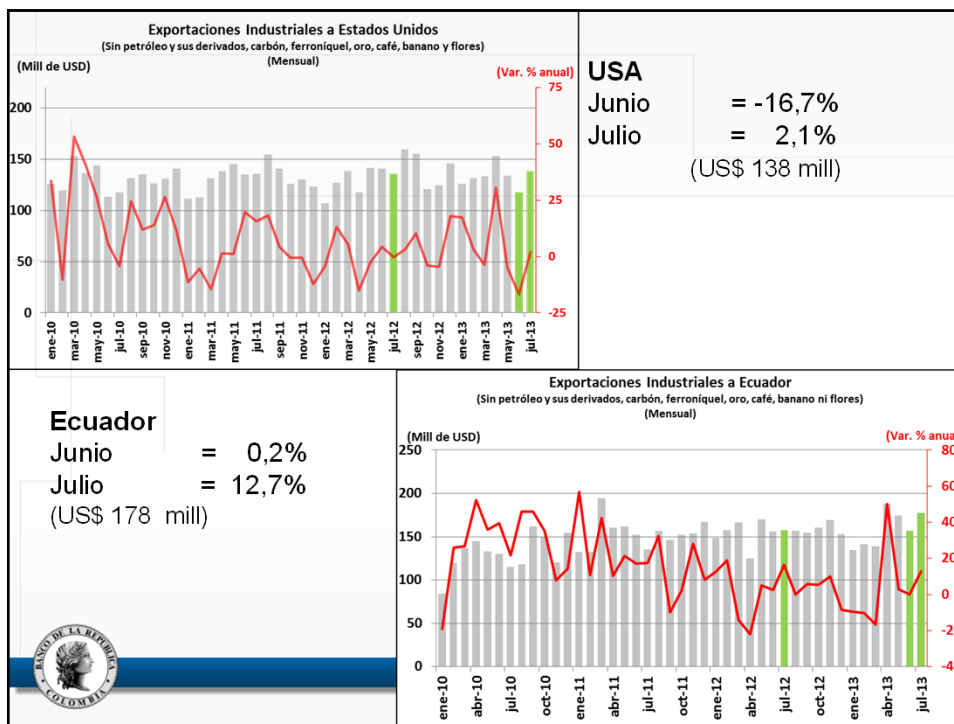 Exportaciones Industriales a Estados Unidos
(Sin petróleo y sus derivados, carbón, ferroníquel, oro, café, banano y flores)
(Mensual)
(Mill de USD)
(Var. % anual)
200
150
100
50
0
75
50
25
0
-25
ene-10
mar-10
may-10
jul-10
sep-10
nov-10
ene-11
mar-11
may-11
jul-11
sep-11
nov-11
ene-12
mar-12
may-12
jul-12
sep-12
nov-12
ene-13
mar-13
may-13
jul-13
USA
Junio = -16,7%
Julio = 2,1%
(US$ 138 mill)
Ecuador
Junio = 0,2%
Julio = 12,7%
(US$ 178 mill)
Exportaciones Industriales a Ecuador
(Sin petróleo y sus derivados, carbón, ferroníquel, oro, café, banano ni flores)
(Mensual)
(Mill de USD)
(Var. % anual)
250
200
150
100
50
0
80
60
40
20
0
-2
-4
ene-10
abr-10
jul-10
oct-10
ene-11
abr-11
jul-11
oct-11
ene-12
abr-12
jul-12
oct-12
ene-13
abr-13
jul-13
BANCO DE LA REPÚBLICA
COLOMBIA